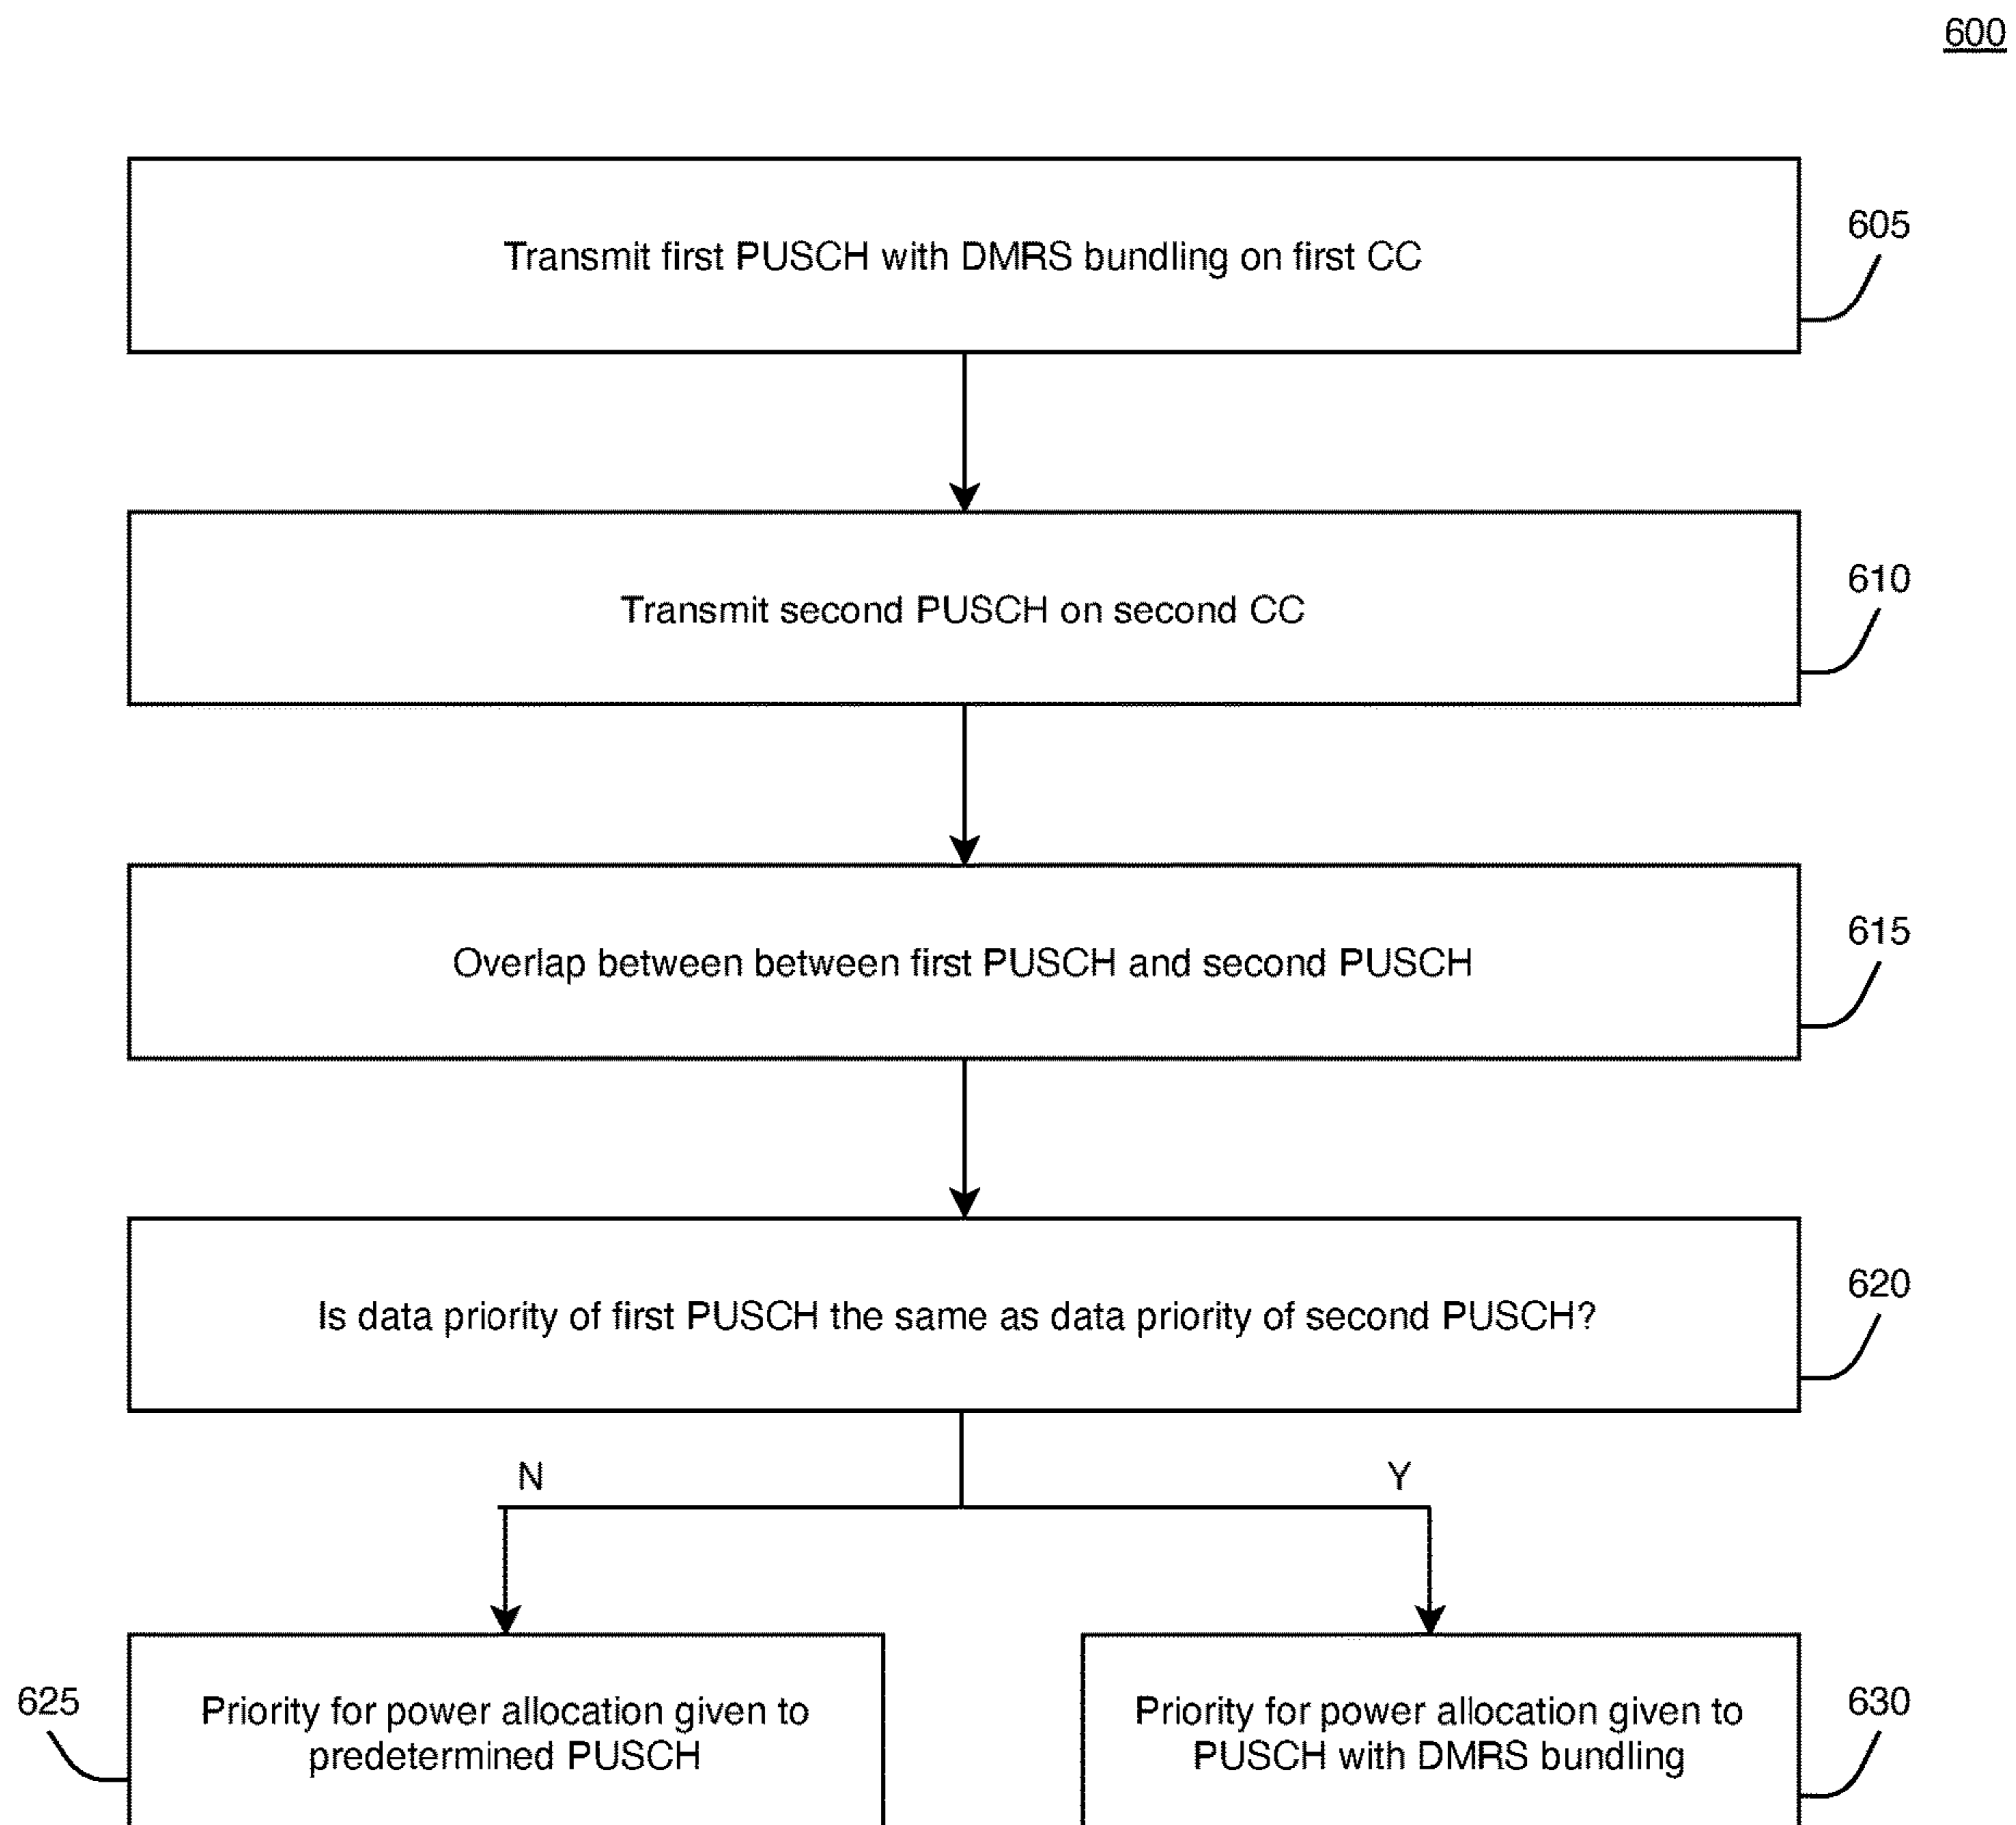 600
Transmit first PUSCH with DMRS bundling on first CC
605
Transmit second PUSCH on second CC
610
Overlap between between first PUSCH and second PUSCH
615
Is data priority of first PUSCH the same as data priority of second PUSCH?
620
N
Y
625
Priority for power allocation given to
predetermined PUSCH
Priority for power allocation given to
PUSCH with DMRS bundling
630